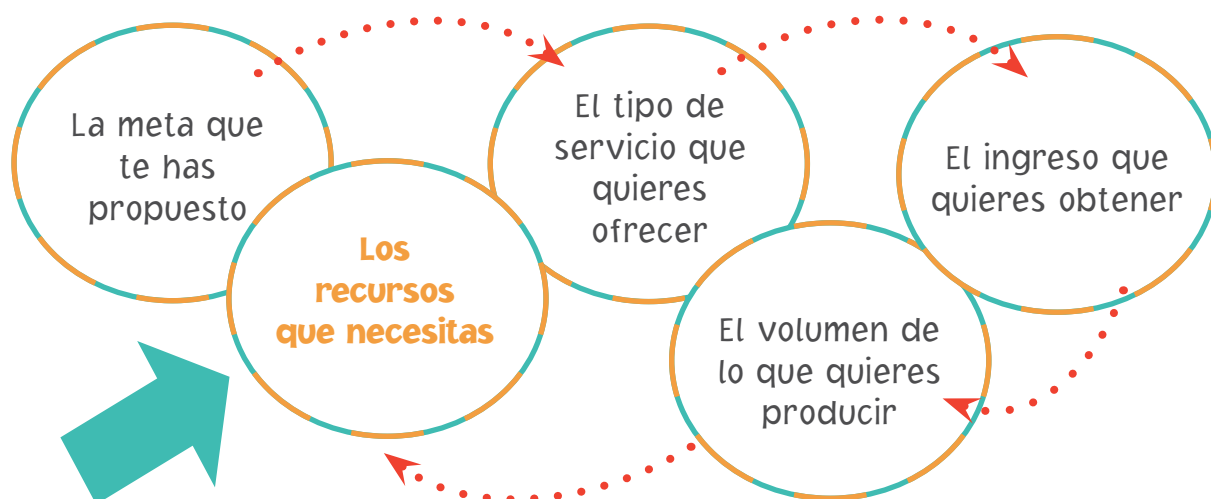 La meta que
te has
propuesto
El tipo de
servicio que
quieres
ofrecer
El ingreso que
quieres obtener
El volumen de
lo que quieres
producir
Los
recursos
que necesitas